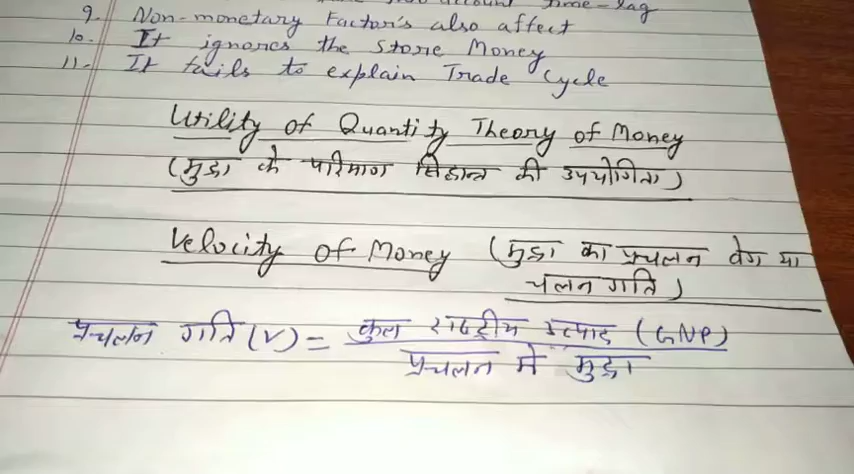 account time-lag
9. Non-monetary Factor's also affect
10. It ignores the store Money
11. It fails to explain Trade Cycle
Utility of Quantity Theory of Money
(मुद्रा के परिमाण सिद्धान्त की उपयोगिता)
Velocity of Money (मुद्रा का प्रचलन वेग या
चलन गति)
प्रचलन गति (V) = कुल राष्ट्रीय उत्पाद (GNP)
प्रचलन में मुद्रा